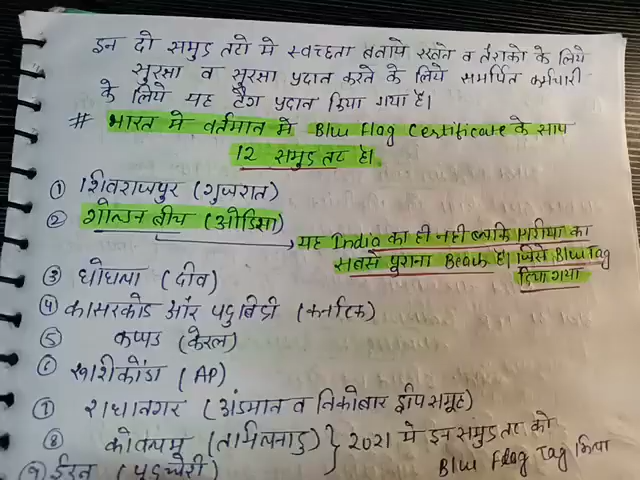 इन दो समुद्र तटो मे स्वच्छता बनाये रखने व तैराको के लिये
सुरक्षा व सुरक्षा प्रदान करने के लिये समर्पित कर्मचारी
के लिये यह टैग प्रदान किया गया है।
# भारत मे वर्तमान मे Blue Flag Certificate के साथ
12 समुद्र तट है।
① शिवराजपुर (गुजरात)
② गोल्डन बीच (ओडिसा)
यह India का ही नही बल्कि एशीया का
सबसे पुराना Beach है। जिसे Blue Tag
दिया गया
③ घोघला (दीव)
④ कासरकोड और पदुबिद्री (कर्नाटक)
⑤ कप्पड (केरल)
⑥ रूशीकोंडा (AP)
⑦ राधानगर (अंडमान व निकोबार द्वीप समूह)
⑧ कोवलम (तामिलनाडु) } 2021 मे इन समुद्र तट को
⑨ ईडन (पुडुचेरी) Blue Flag Tag मिला